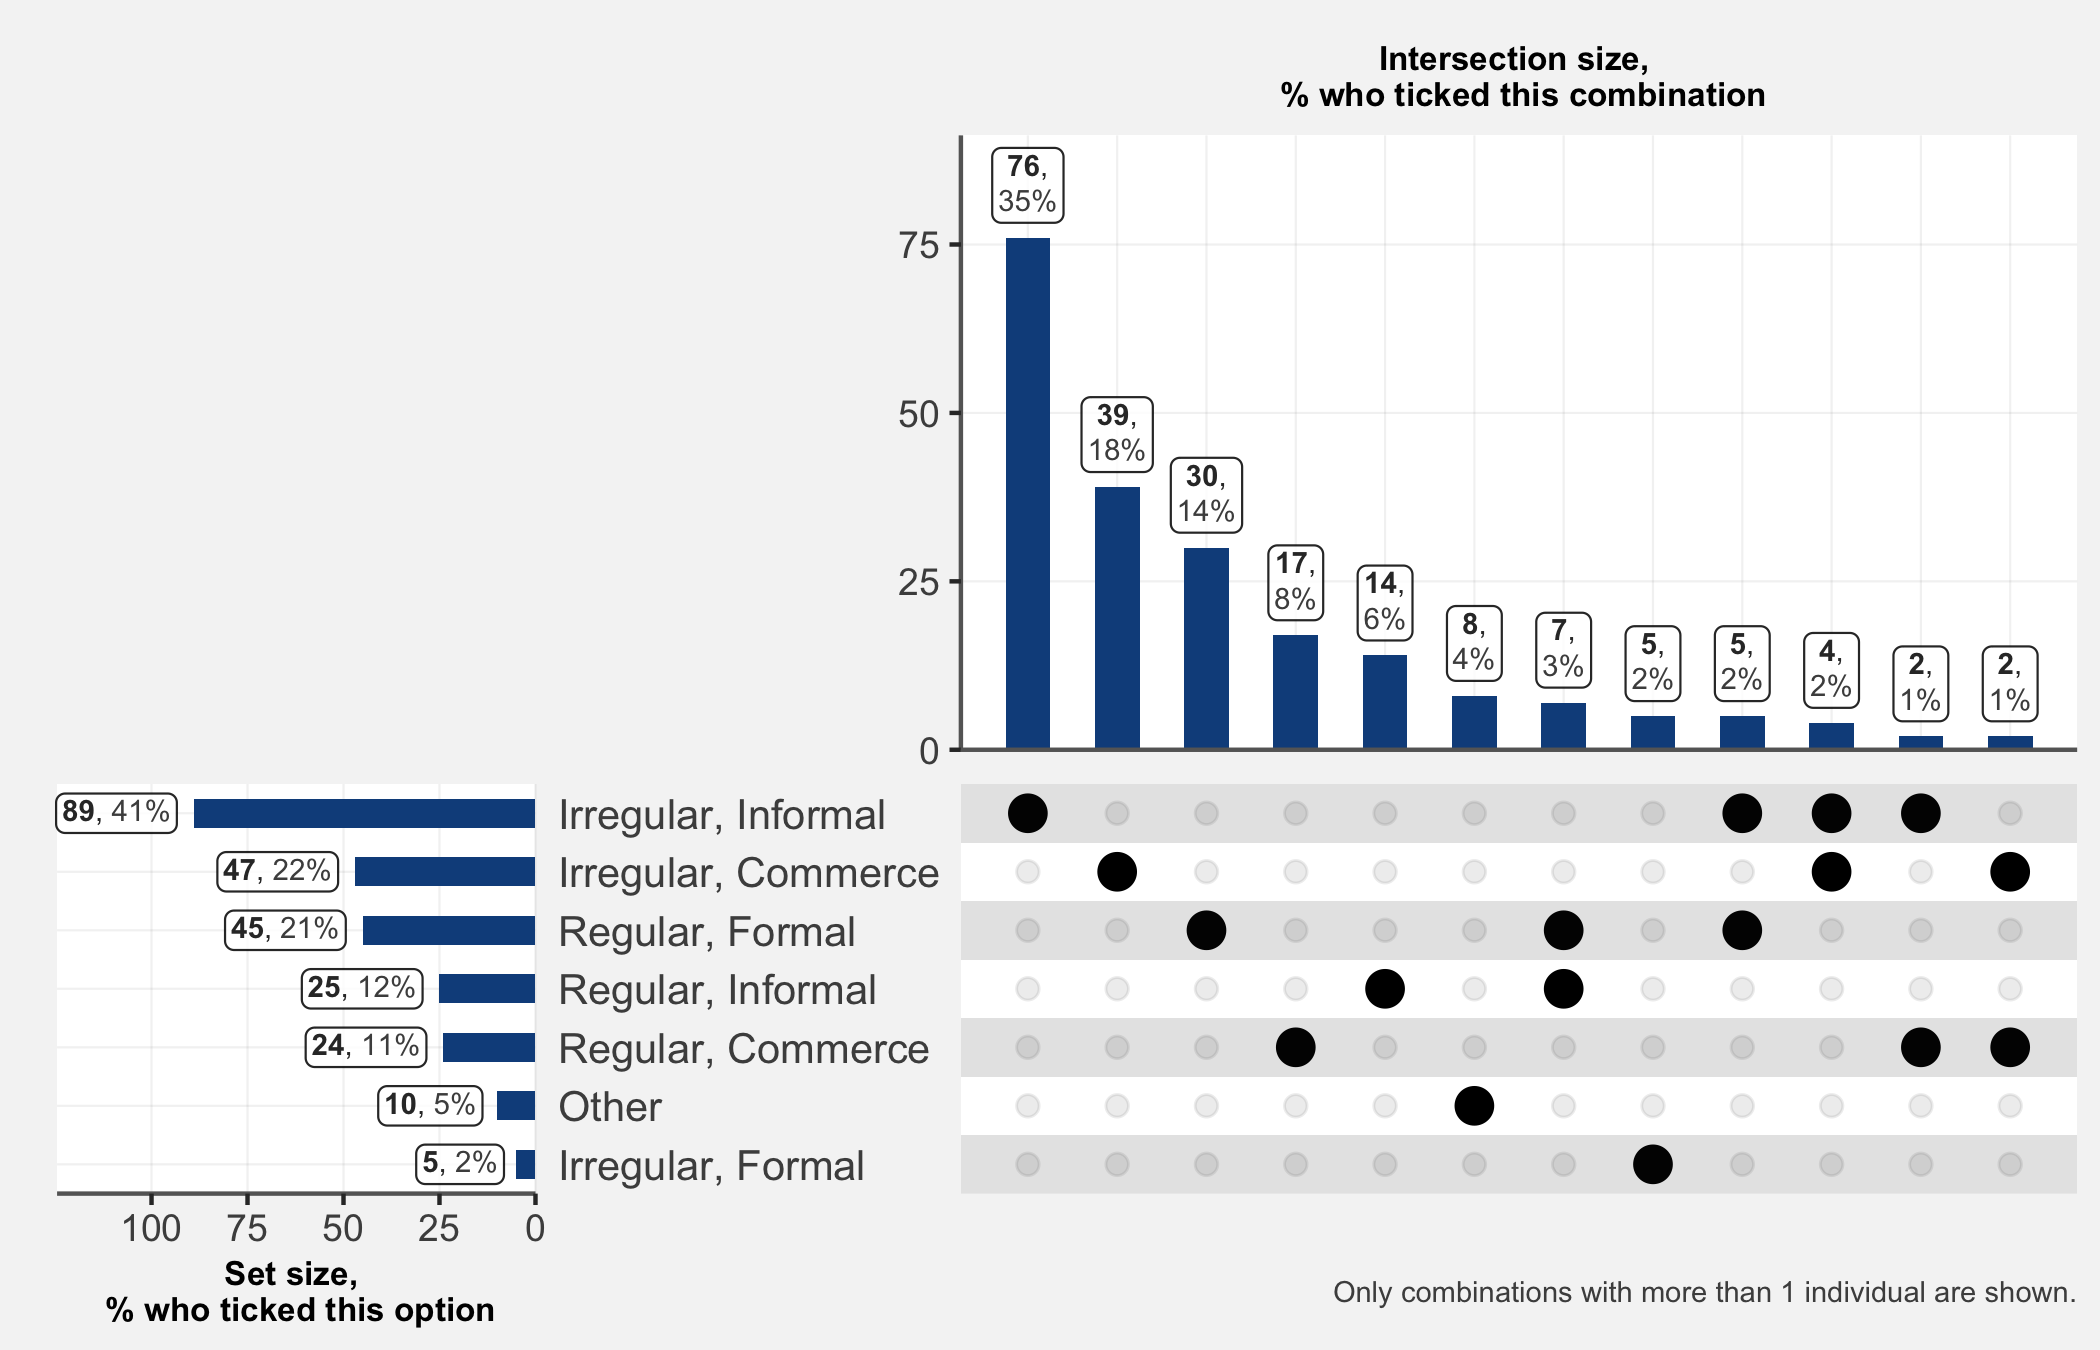 Intersection size,
% who ticked this combination
76,
35%
39,
18%
30,
14%
17,
8%
14,
6%
8,
4%
7,
3%
5,
2%
5,
2%
4,
2%
2,
1%
2,
1%
75
50
25
0
89, 41%
Irregular, Informal
47, 22%
Irregular, Commerce
45, 21%
Regular, Formal
25, 12%
Regular, Informal
24, 11%
Regular, Commerce
10, 5%
Other
5, 2%
Irregular, Formal
100 75 50 25 0
Set size,
% who ticked this option
Only combinations with more than 1 individual are shown.